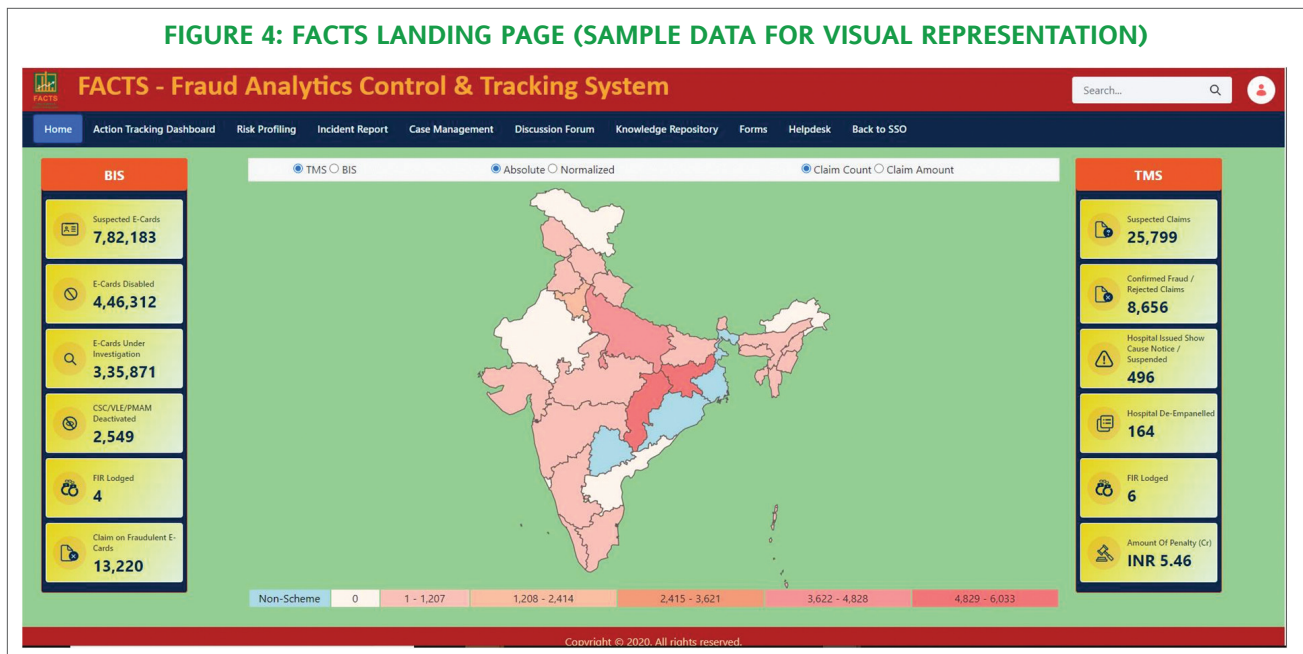 FIGURE 4: FACTS LANDING PAGE (SAMPLE DATA FOR VISUAL REPRESENTATION)
FACTS
FACTS - Fraud Analytics Control & Tracking System
Search...
Home Action Tracking Dashboard Risk Profiling Incident Report Case Management Discussion Forum Knowledge Repository Forms Helpdesk Back to SSO
BIS
Suspected E-Cards
7,82,183
E-Cards Disabled
4,46,312
E-Cards Under
Investigation
3,35,871
CSC/VLE/PMAM
Deactivated
2,549
FIR Lodged
4
Claim on Fraudulent E-
Cards
13,220
TMS BIS Absolute Normalized Claim Count Claim Amount
Non-Scheme 0 1 - 1,207 1,208 - 2,414 2,415 - 3,621 3,622 - 4,828 4,829 - 6,033
TMS
Suspected Claims
25,799
Confirmed Fraud /
Rejected Claims
8,656
Hospital Issued Show
Cause Notice /
Suspended
496
Hospital De-Empanelled
164
FIR Lodged
6
Amount Of Penalty (Cr)
INR 5.46
Copyright © 2020. All rights reserved.